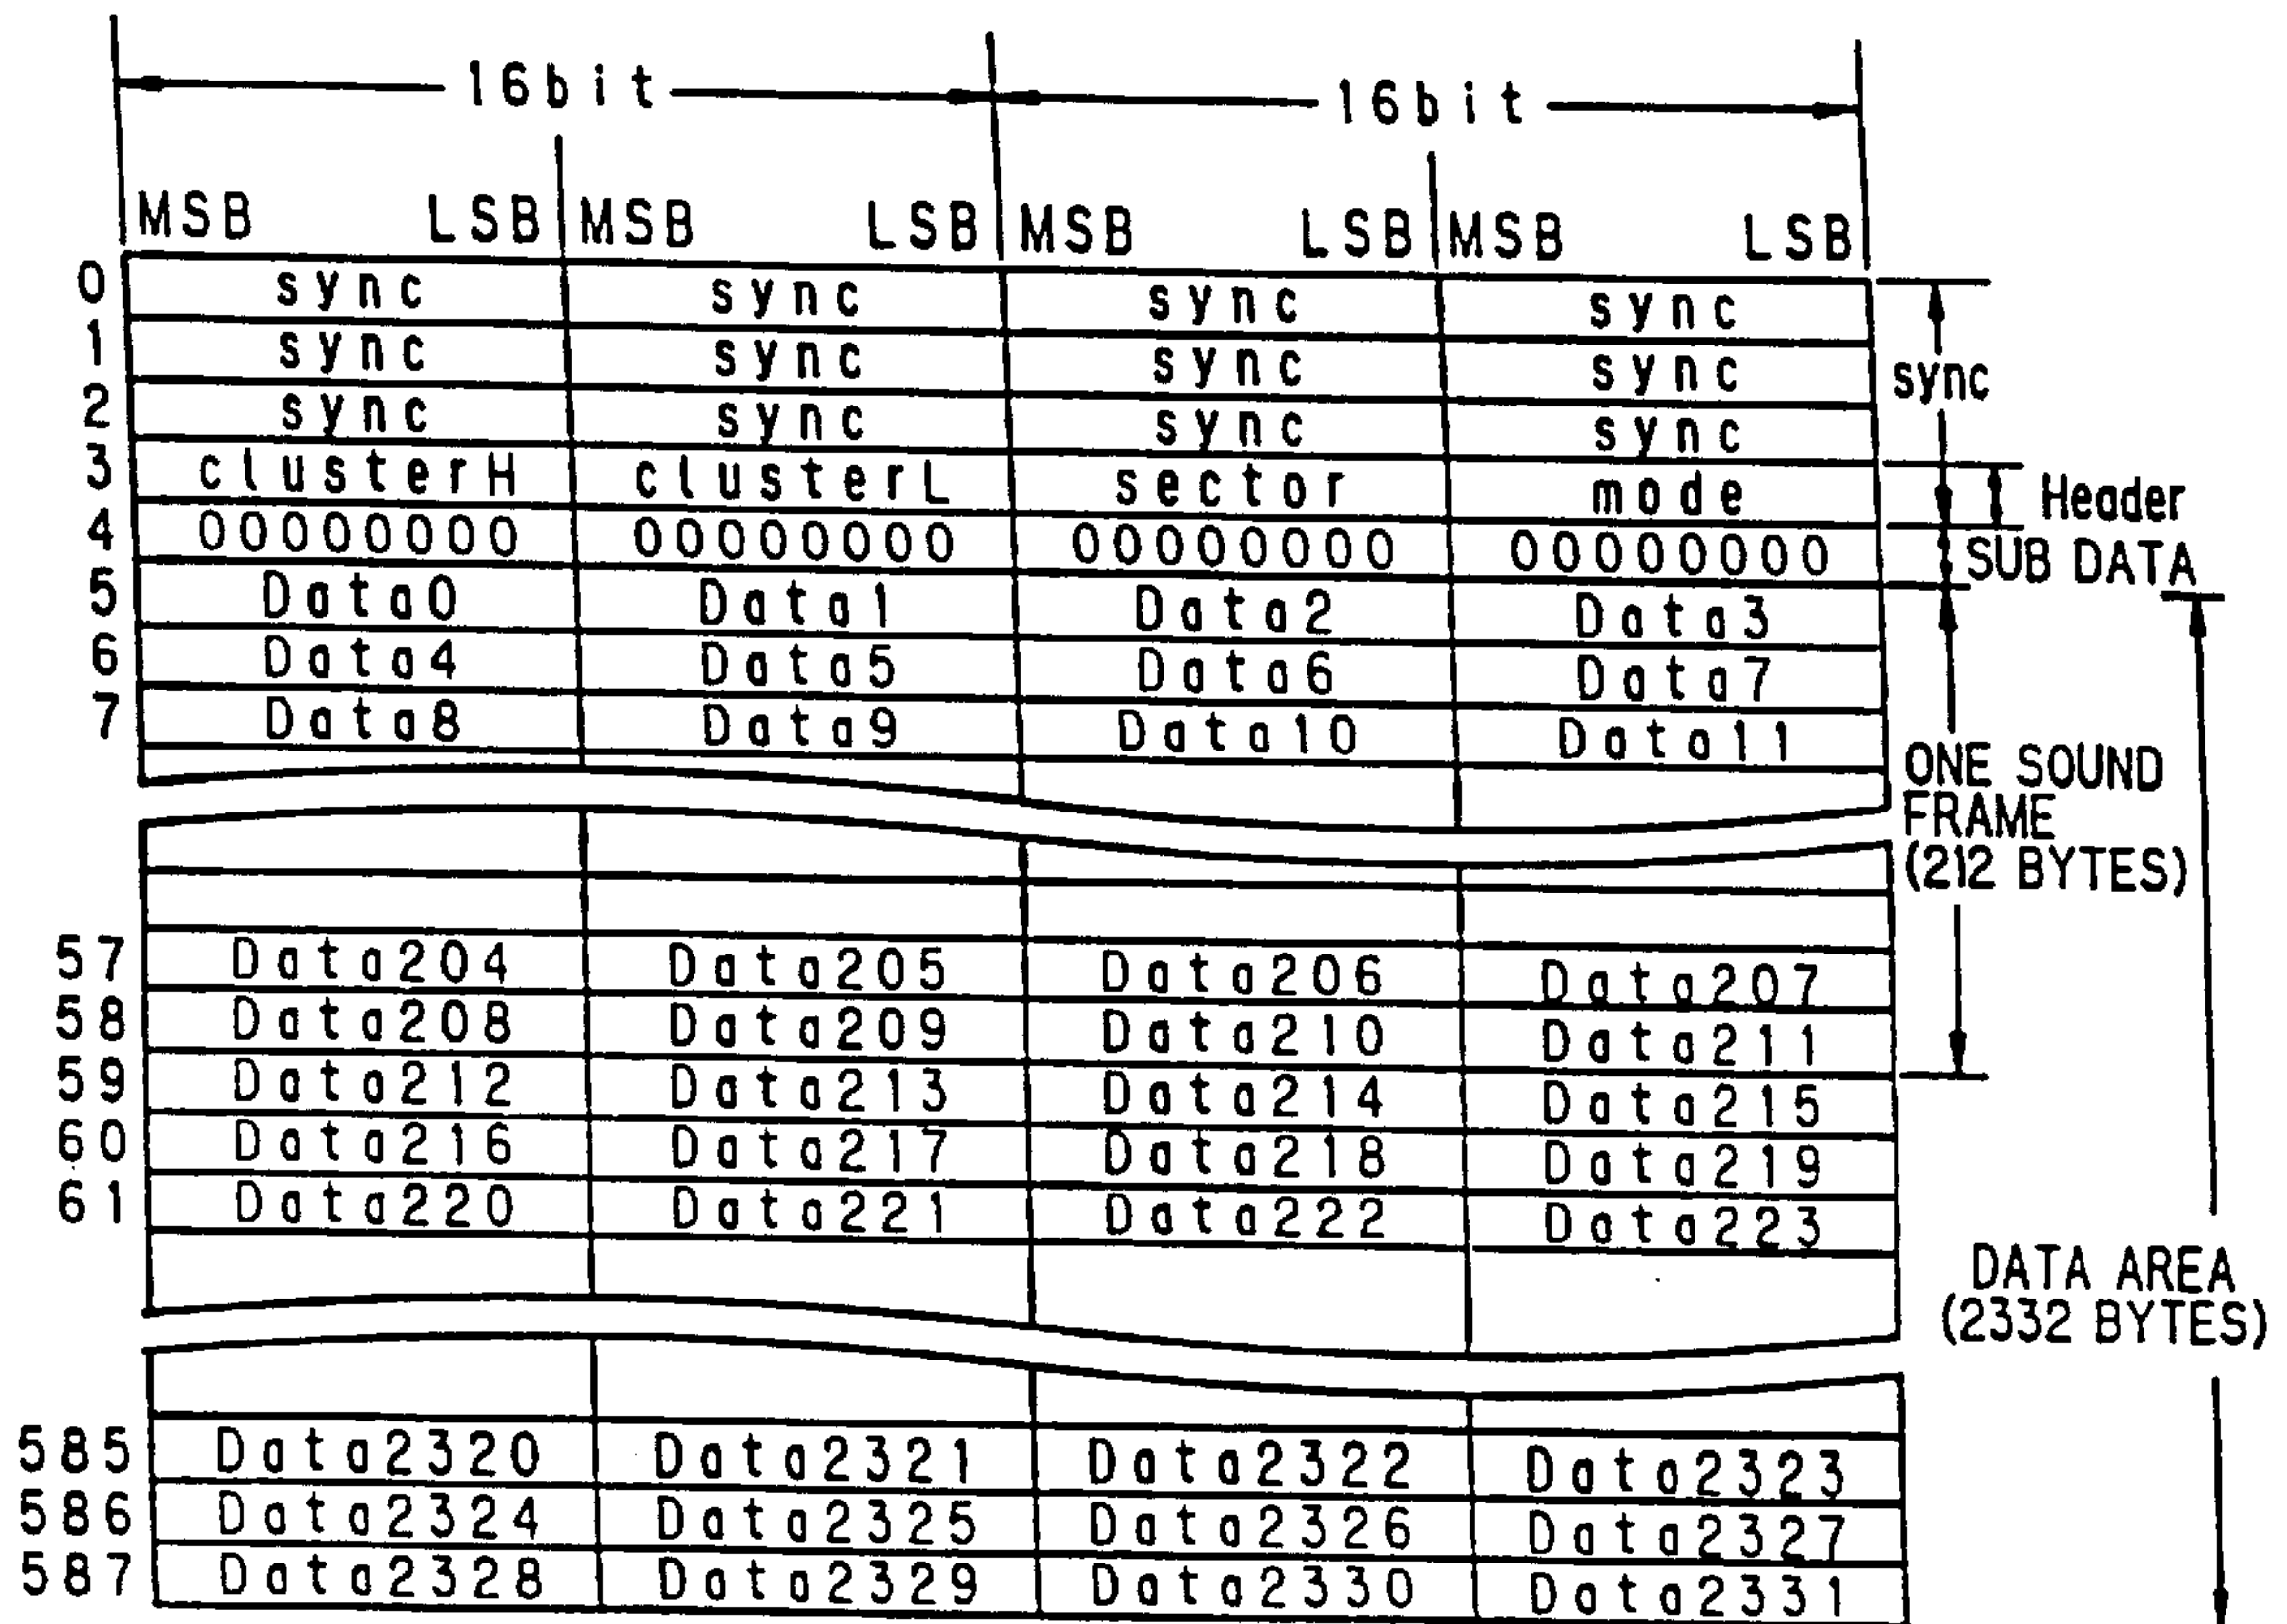 16bit 16bit
MSB LSB MSB LSB MSB LSB MSB LSB
0 sync sync sync sync
1 sync sync sync sync
sync
2 sync sync sync sync
3 clusterH clusterL sector mode
Header
4 00000000 00000000 00000000 00000000
SUB DATA
5 Data0 Data1 Data2 Data3
6 Data4 Data5 Data6 Data7
7 Data8 Data9 Data10 Data11
ONE SOUND
FRAME
(212 BYTES)
57 Data204 Data205 Data206 Data207
58 Data208 Data209 Data210 Data211
59 Data212 Data213 Data214 Data215
60 Data216 Data217 Data218 Data219
61 Data220 Data221 Data222 Data223
DATA AREA
(2332 BYTES)
585 Data2320 Data2321 Data2322 Data2323
586 Data2324 Data2325 Data2326 Data2327
587 Data2328 Data2329 Data2330 Data2331